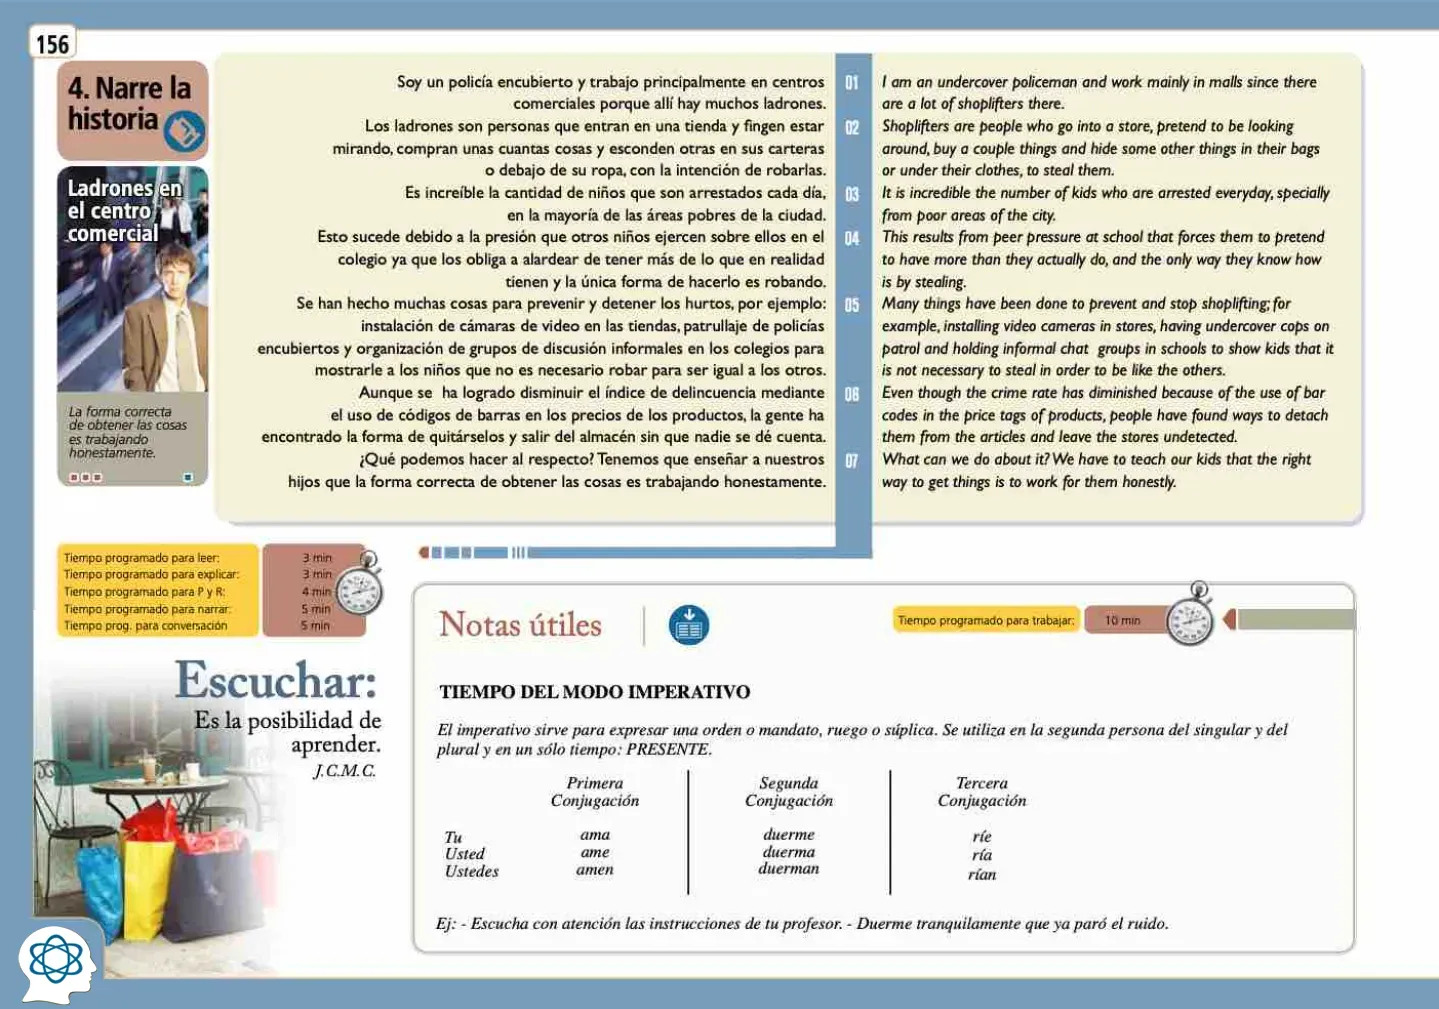 156
4. Narre la
historia
Ladrones en
el centro
comercial
La forma correcta
de obtener las cosas
es trabajando
honestamente.
Soy un policía encubierto y trabajo principalmente en centros
comerciales porque allí hay muchos ladrones.
Los ladrones son personas que entran en una tienda y fingen estar
mirando, compran unas cuantas cosas y esconden otras en sus carteras
o debajo de su ropa, con la intención de robarlas.
Es increíble la cantidad de niños que son arrestados cada día,
en la mayoría de las áreas pobres de la ciudad.
Esto sucede debido a la presión que otros niños ejercen sobre ellos en el
colegio ya que los obliga a alardear de tener más de lo que en realidad
tienen y la única forma de hacerlo es robando.
Se han hecho muchas cosas para prevenir y detener los hurtos, por ejemplo:
instalación de cámaras de video en las tiendas, patrullaje de policías
encubiertos y organización de grupos de discusión informales en los colegios para
mostrarle a los niños que no es necesario robar para ser igual a los otros.
Aunque se ha logrado disminuir el índice de delincuencia mediante
el uso de códigos de barras en los precios de los productos, la gente ha
encontrado la forma de quitárselos y salir del almacén sin que nadie se dé cuenta.
¿Qué podemos hacer al respecto? Tenemos que enseñar a nuestros
hijos que la forma correcta de obtener las cosas es trabajando honestamente.
01
02
03
04
05
06
07
I am an undercover policeman and work mainly in malls since there
are a lot of shoplifters there.
Shoplifters are people who go into a store, pretend to be looking
around, buy a couple things and hide some other things in their bags
or under their clothes, to steal them.
It is incredible the number of kids who are arrested everyday, specially
from poor areas of the city.
This results from peer pressure at school that forces them to pretend
to have more than they actually do, and the only way they know how
is by stealing.
Many things have been done to prevent and stop shoplifting; for
example, installing video cameras in stores, having undercover cops on
patrol and holding informal chat groups in schools to show kids that it
is not necessary to steal in order to be like the others.
Even though the crime rate has diminished because of the use of bar
codes in the price tags of products, people have found ways to detach
them from the articles and leave the stores undetected.
What can we do about it? We have to teach our kids that the right
way to get things is to work for them honestly.
Tiempo programado para leer: 3 min
Tiempo programado para explicar: 3 min
Tiempo programado para P y R: 4 min
Tiempo programado para narrar: 5 min
Tiempo prog. para conversación 5 min
Escuchar:
Es la posibilidad de
aprender.
J.C.M.C.
Notas útiles
Tiempo programado para trabajar: 10 min
TIEMPO DEL MODO IMPERATIVO
El imperativo sirve para expresar una orden o mandato, ruego o súplica. Se utiliza en la segunda persona del singular y del
plural y en un sólo tiempo: PRESENTE.
Primera Segunda Tercera
Conjugación Conjugación Conjugación
Tu ama duerme ríe
Usted ame duerma ría
Ustedes amen duerman rían
Ej: - Escucha con atención las instrucciones de tu profesor. - Duerme tranquilamente que ya paró el ruido.